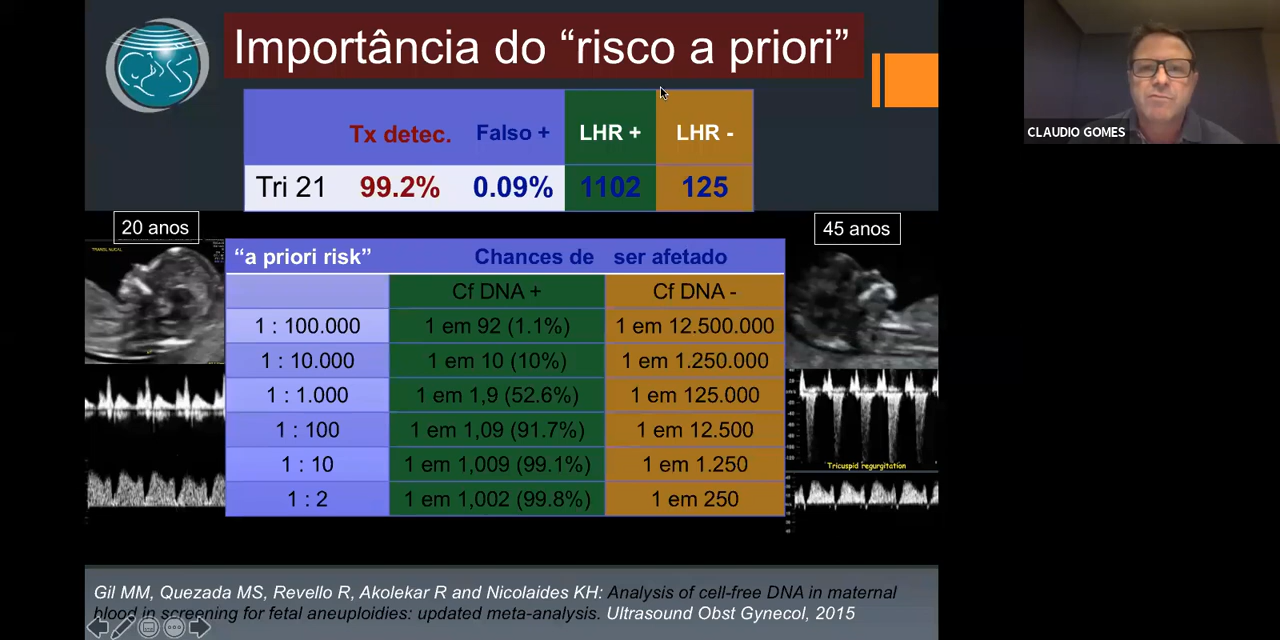 Importância do “risco a priori”
CLAUDIO GOMES
Tx detec. Falso + LHR + LHR -
Tri 21 99.2% 0.09% 1102 125
20 anos
45 anos
“a priori risk” Chances de ser afetado
Cf DNA + Cf DNA -
1 : 100.000 1 em 92 (1.1%) 1 em 12.500.000
1 : 10.000 1 em 10 (10%) 1 em 1.250.000
1 : 1.000 1 em 1,9 (52.6%) 1 em 125.000
1 : 100 1 em 1,09 (91.7%) 1 em 12.500
1 : 10 1 em 1,009 (99.1%) 1 em 1.250
1 : 2 1 em 1,002 (99.8%) 1 em 250
Tricuspid regurgitation
Gil MM, Quezada MS, Revello R, Akolekar R and Nicolaides KH: Analysis of cell-free DNA in maternal
blood in screening for fetal aneuploidies: updated meta-analysis. Ultrasound Obst Gynecol, 2015